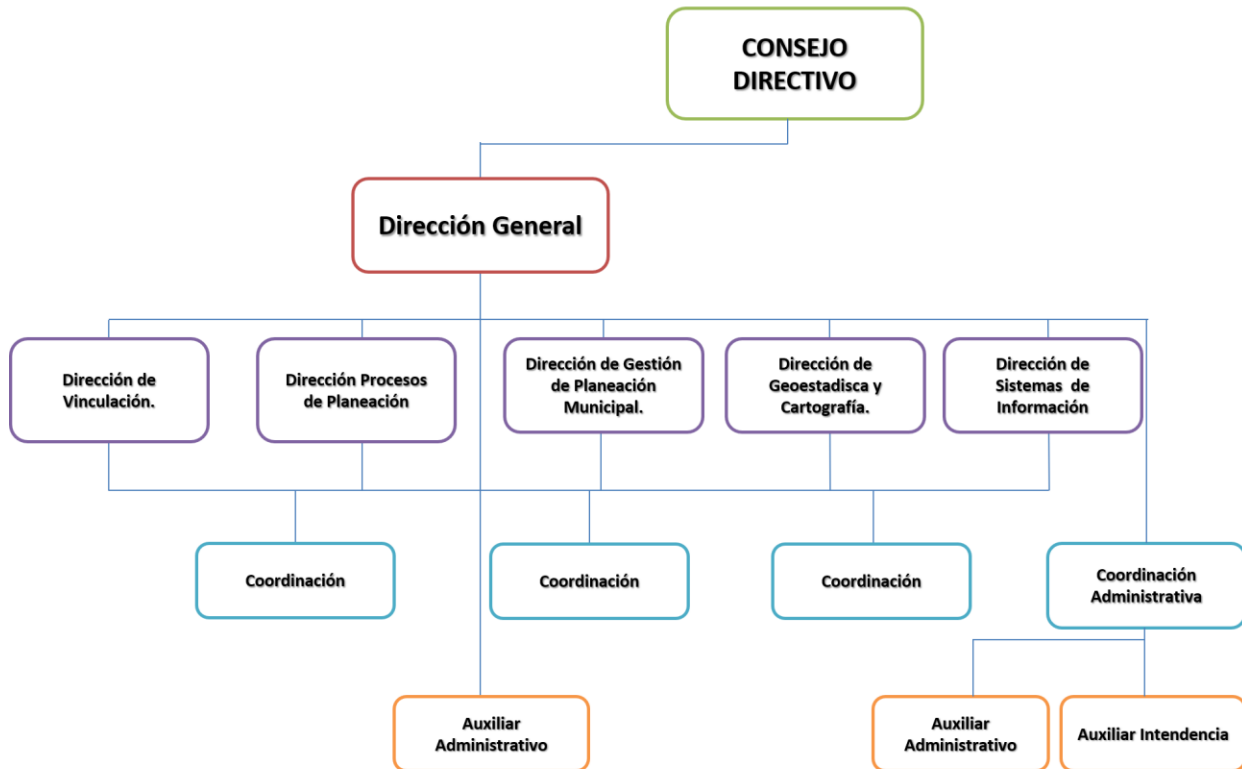 CONSEJO
DIRECTIVO
Dirección General
Dirección de
Vinculación.
Dirección Procesos
de Planeación
Dirección de Gestión
de Planeación
Municipal.
Dirección de
Geoestadisca y
Cartografía.
Dirección de
Sistemas de
Información
Coordinación
Coordinación
Coordinación
Coordinación
Administrativa
Auxiliar
Administrativo
Auxiliar
Administrativo
Auxiliar Intendencia